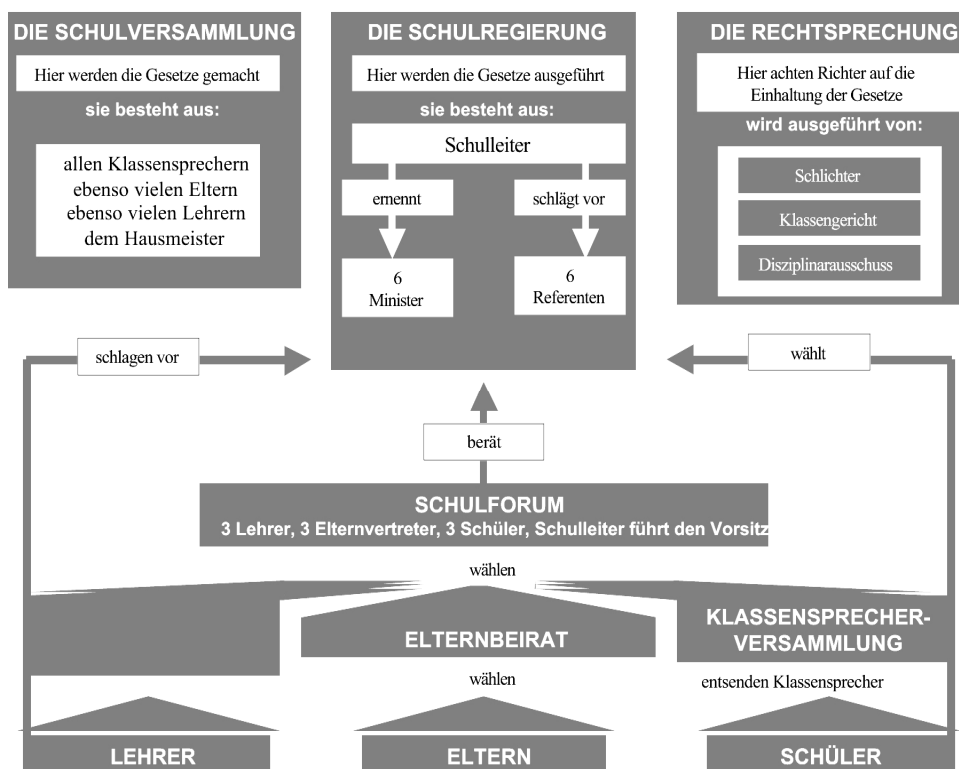 DIE SCHULVERSAMMLUNG
Hier werden die Gesetze gemacht
sie besteht aus:
allen Klassensprechern
ebenso vielen Eltern
ebenso vielen Lehrern
dem Hausmeister
DIE SCHULREGIERUNG
Hier werden die Gesetze ausgeführt
sie besteht aus:
Schulleiter
ernennt
schlägt vor
6
Minister
6
Referenten
DIE RECHTSPRECHUNG
Hier achten Richter auf die
Einhaltung der Gesetze
wird ausgeführt von:
Schlichter
Klassengericht
Disziplinarausschuss
schlagen vor
wählt
berät
SCHULFORUM
3 Lehrer, 3 Elternvertreter, 3 Schüler, Schulleiter führt den Vorsitz
wählen
ELTERNBEIRAT
KLASSENSPRECHER-
VERSAMMLUNG
wählen
entsenden Klassensprecher
LEHRER
ELTERN
SCHÜLER